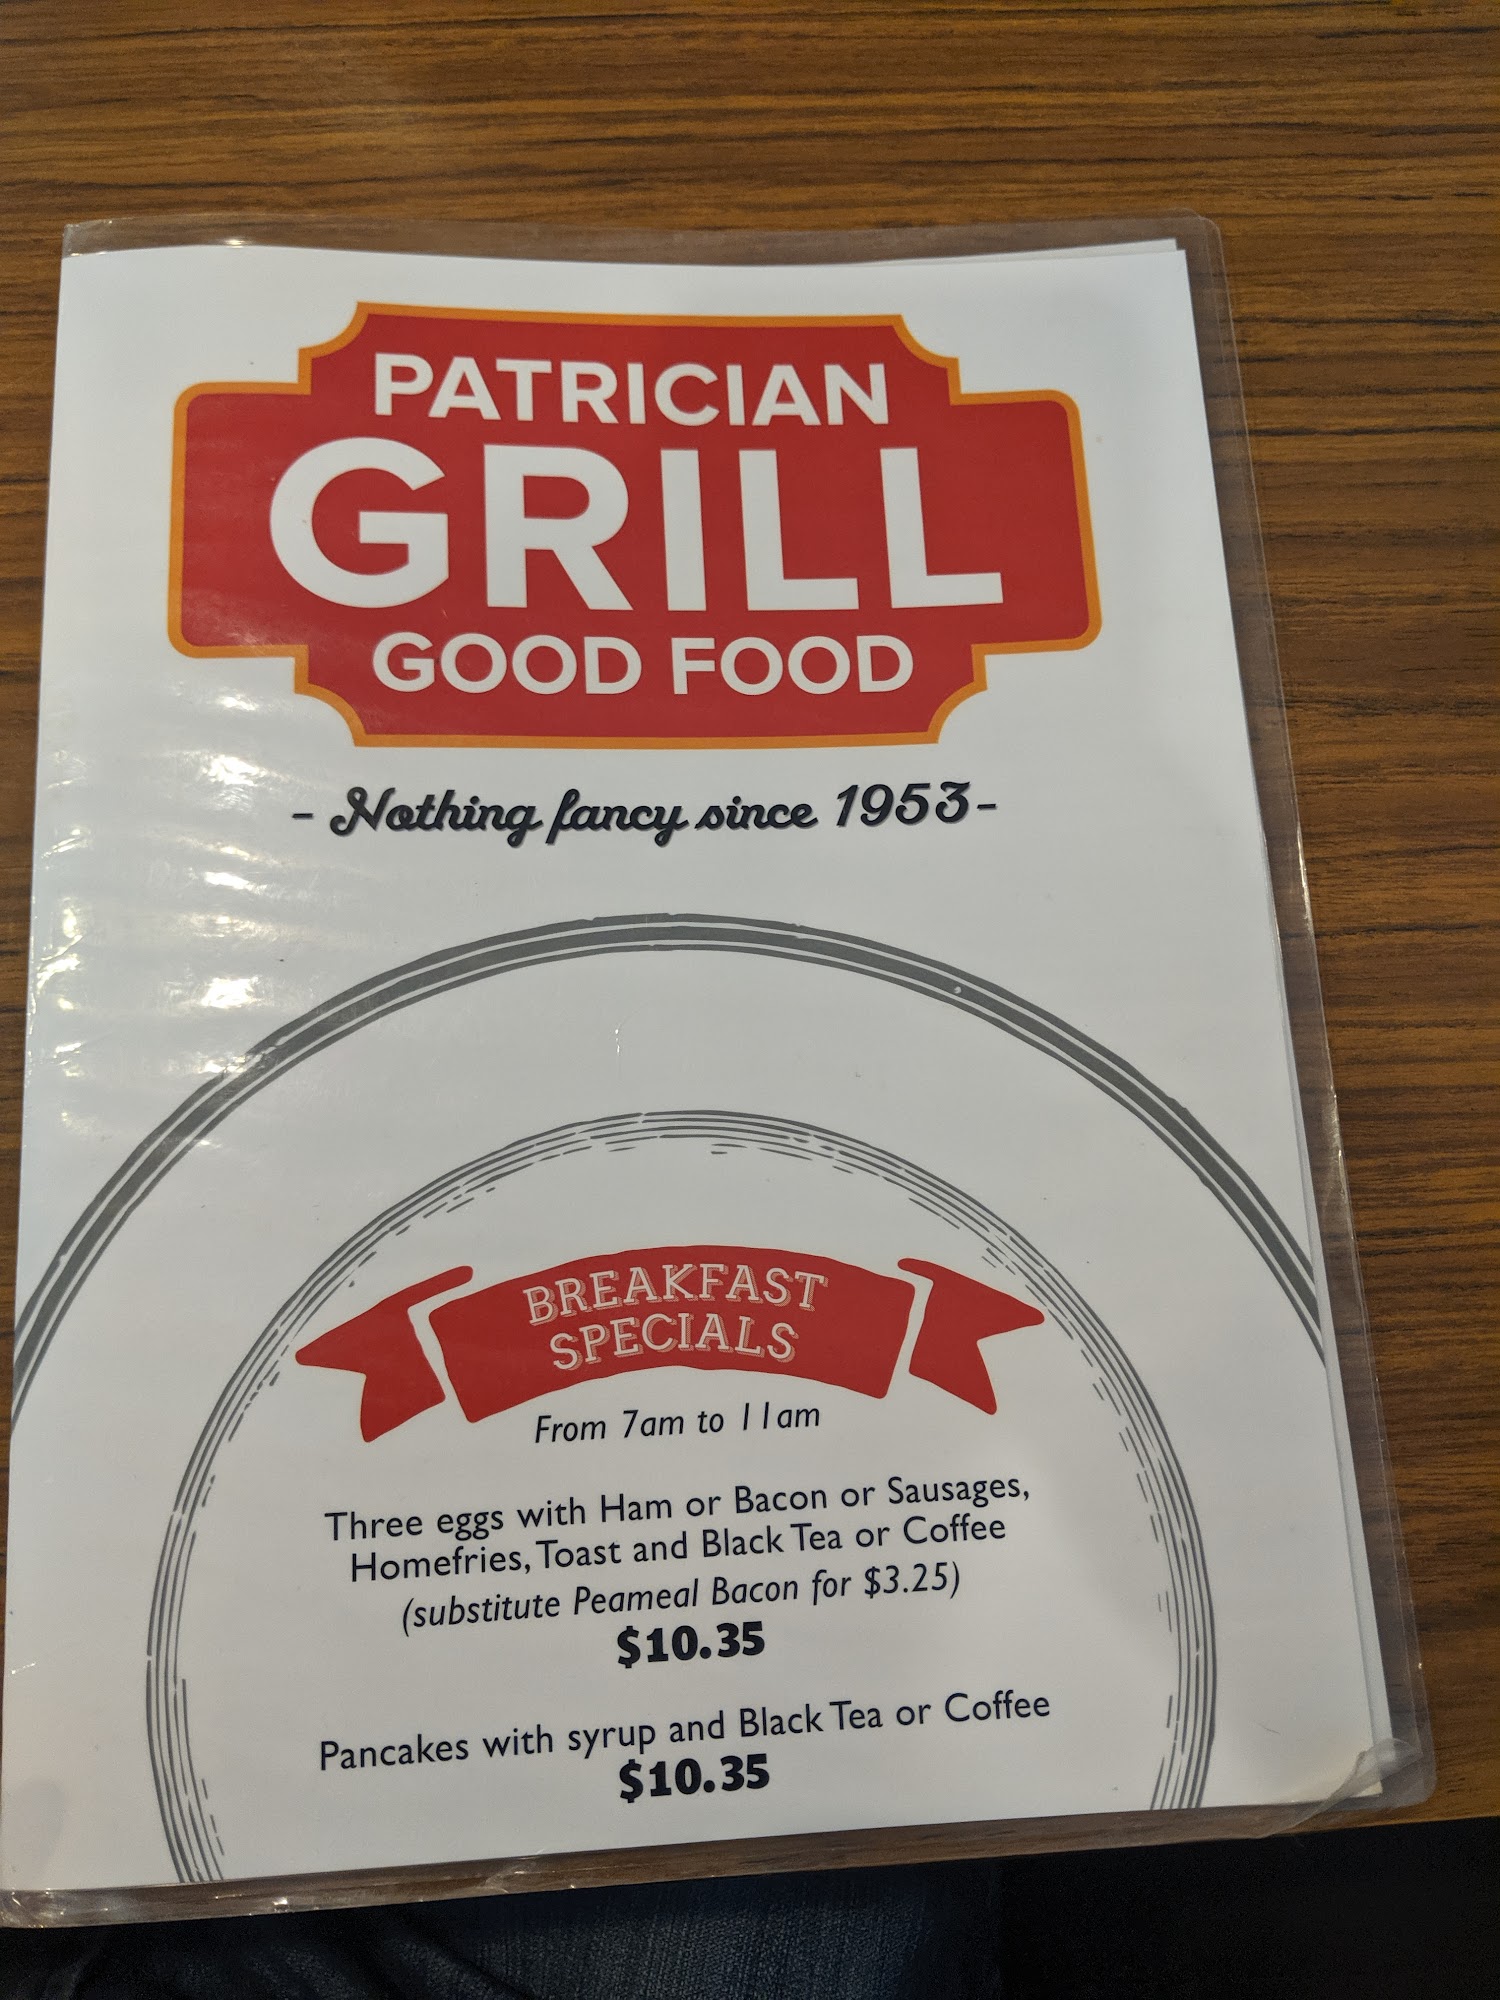 PATRICIAN
GRILL
GOOD FOOD
- Nothing fancy since 1953-
BREAKFAST
SPECIALS
From 7am to 11am
Three eggs with Ham or Bacon or Sausages,
Homefries, Toast and Black Tea or Coffee
(substitute Peameal Bacon for $3.25)
$10.35
Pancakes with syrup and Black Tea or Coffee
$10.35